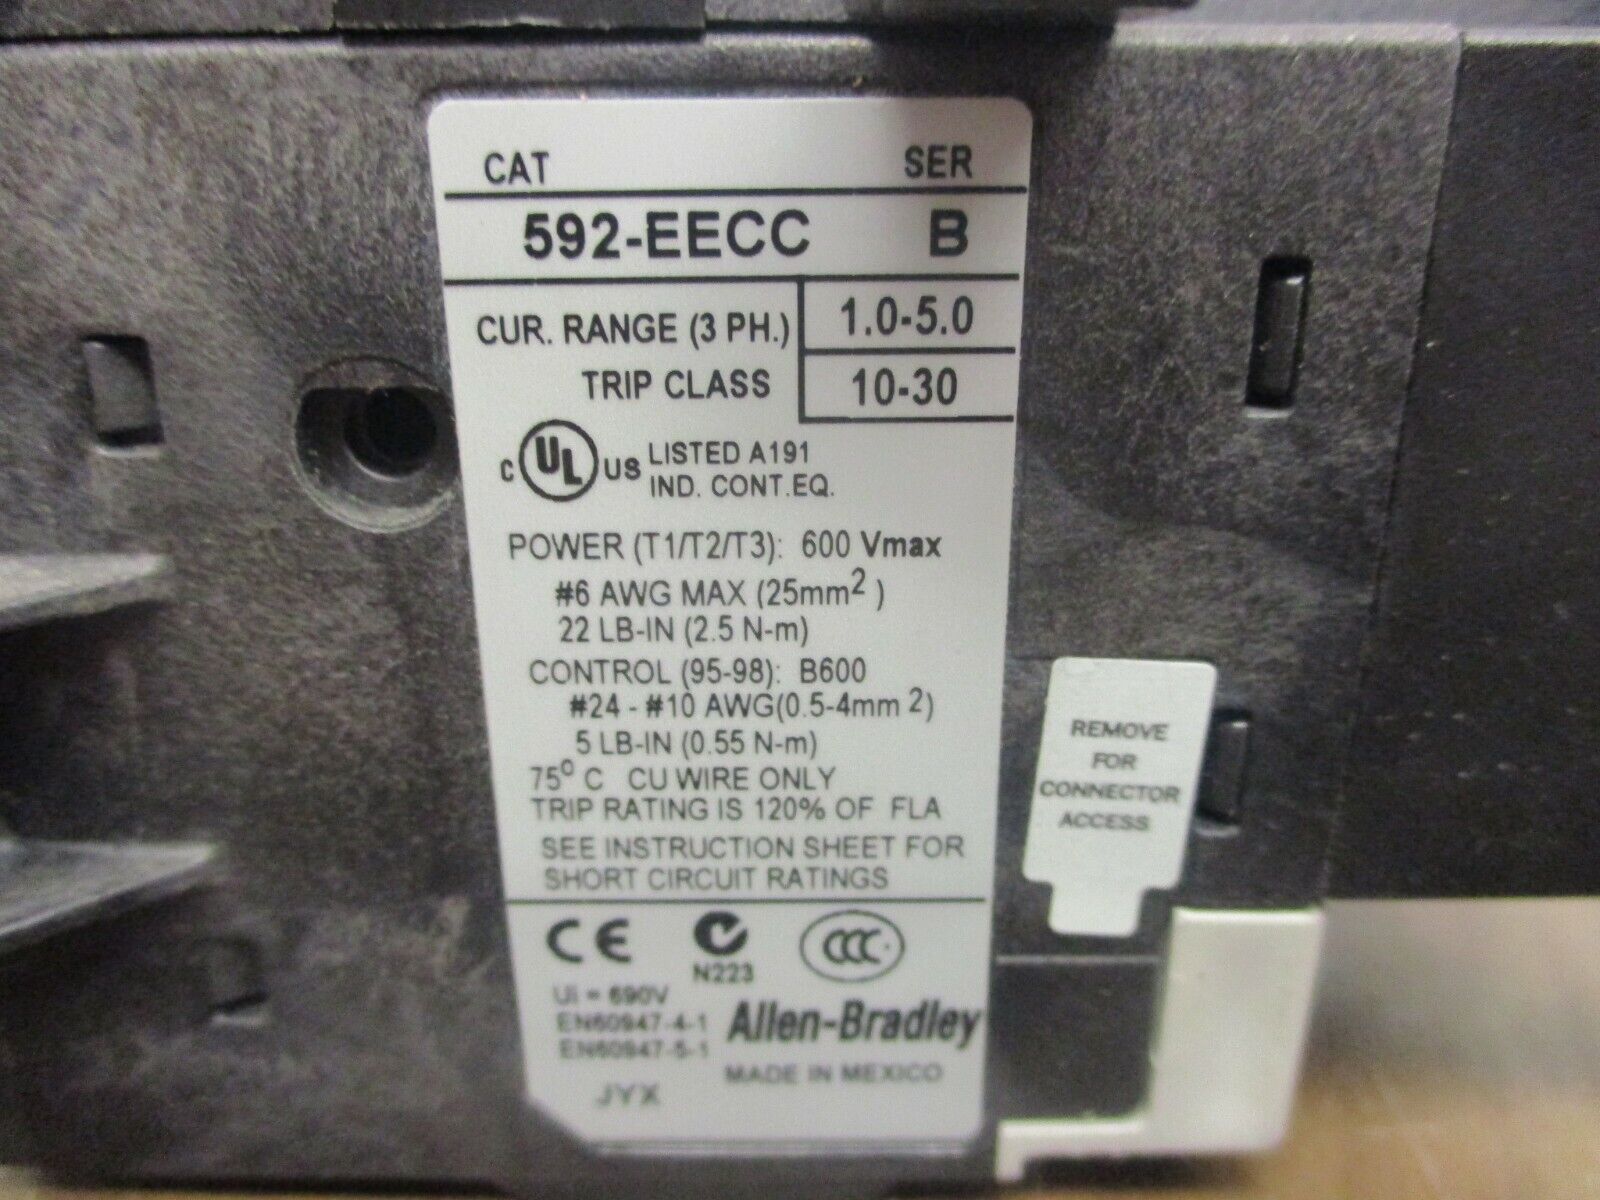 CAT SER
592-EECC B
CUR. RANGE (3 PH.) 1.0-5.0
TRIP CLASS 10-30
C UL US LISTED A191
IND. CONT.EQ.
POWER (T1/T2/T3): 600 Vmax
#6 AWG MAX (25mm²)
22 LB-IN (2.5 N-m)
CONTROL (95-98): B600
#24 - #10 AWG(0.5-4mm²)
5 LB-IN (0.55 N-m)
75° C CU WIRE ONLY
TRIP RATING IS 120% OF FLA
SEE INSTRUCTION SHEET FOR
SHORT CIRCUIT RATINGS
CE CCC
N223
Ui = 690V
EN60947-4-1 Allen-Bradley
EN60947-5-1
MADE IN MEXICO
JYX
REMOVE
FOR
CONNECTOR
ACCESS